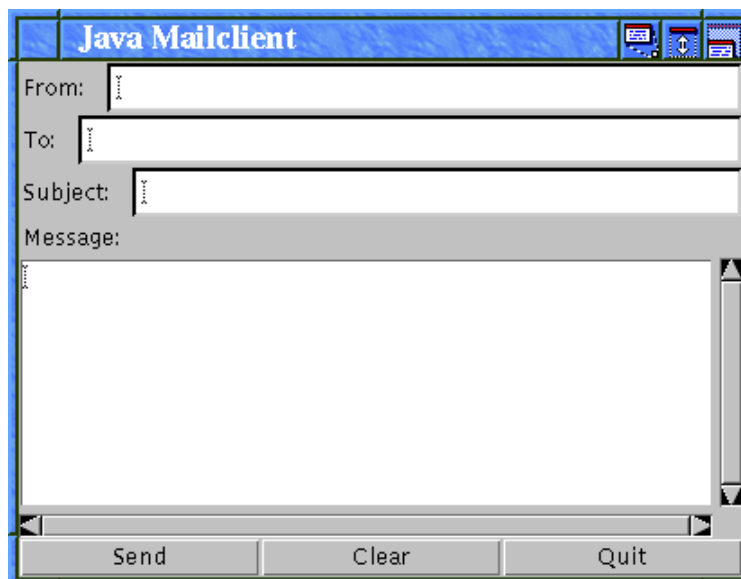 Java Mailclient
From:
To:
Subject:
Message:
Send Clear Quit